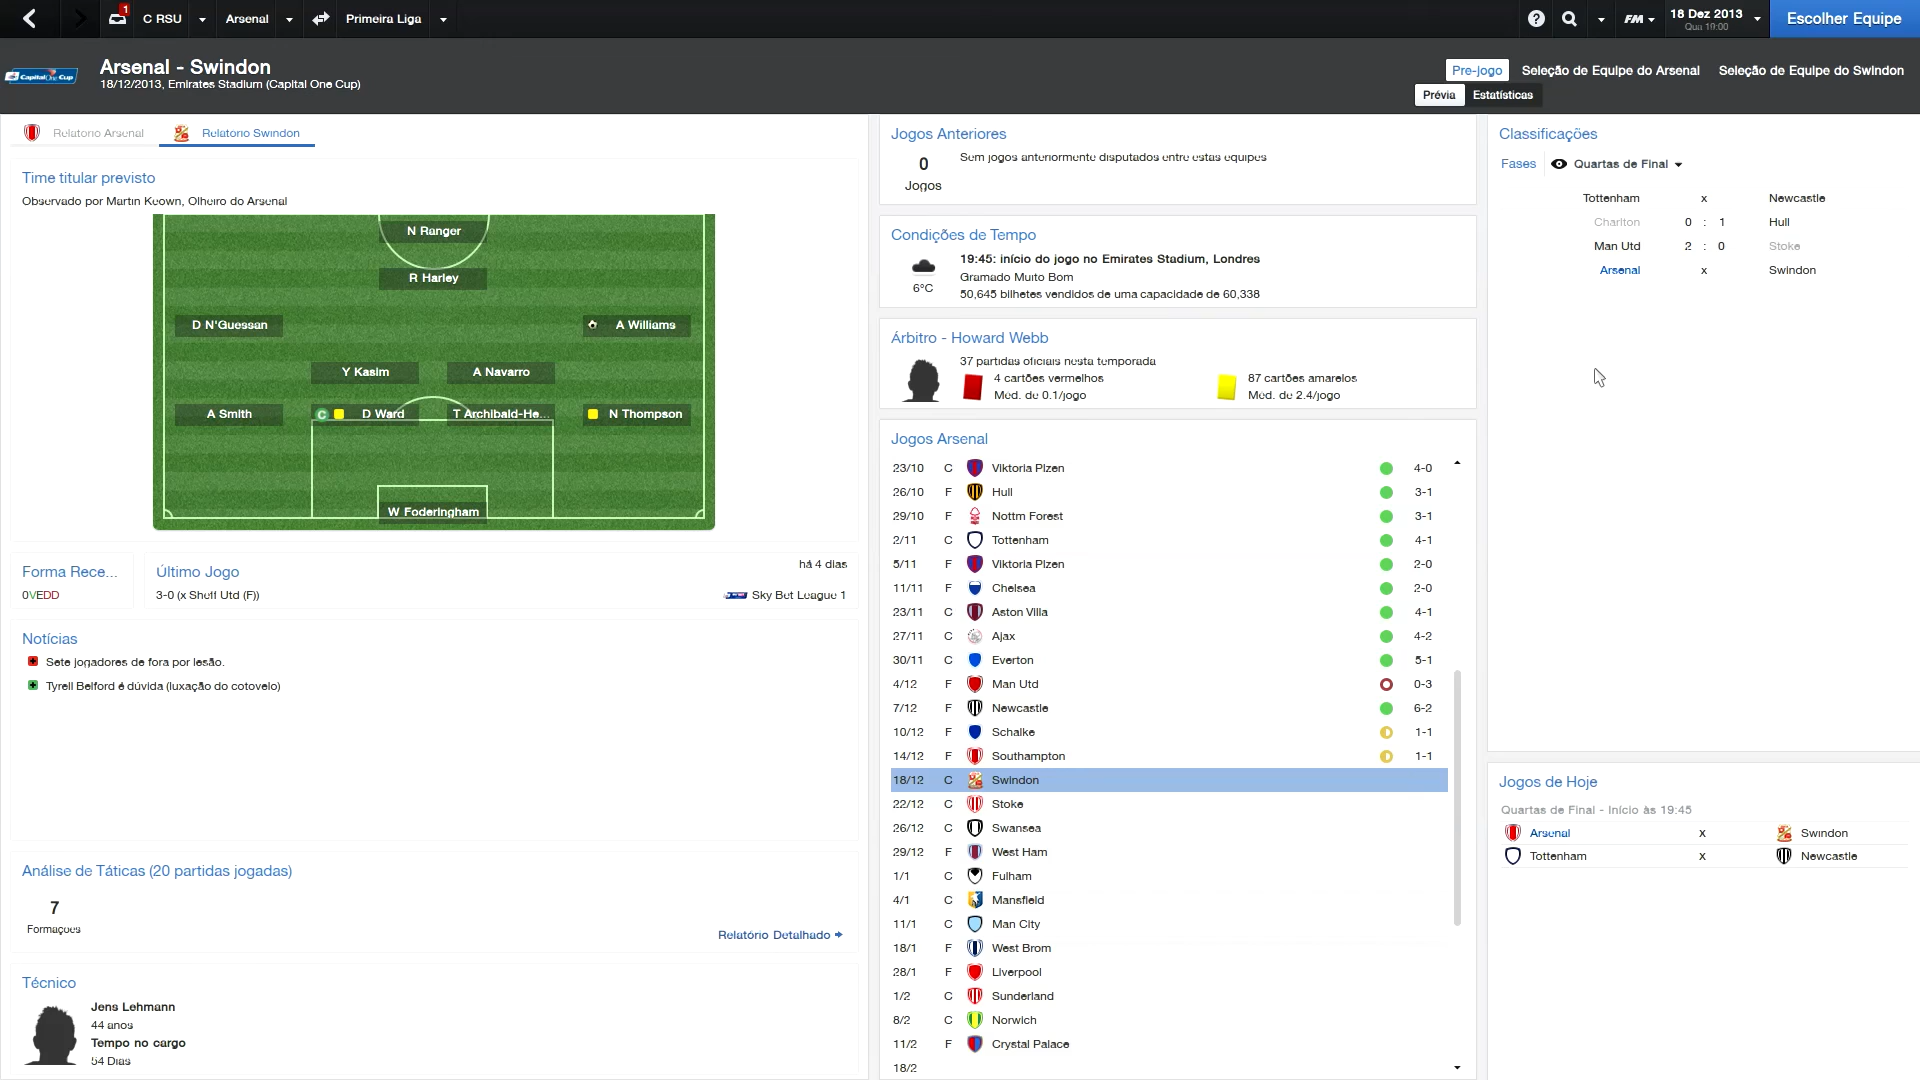 1
C RSU
Arsenal
Primeira Liga
?
FM
18 Dez 2013
Qua 19:00
Escolher Equipe
Capital One Cup
Arsenal - Swindon
18/12/2013, Emirates Stadium (Capital One Cup)
Pre-jogo
Seleção de Equipe do Arsenal
Seleção de Equipe do Swindon
Prévia
Estatísticas
Relatório Arsenal
Relatório Swindon
Time titular previsto
Observado por Martin Keown, Olheiro do Arsenal
N Ranger
R Harley
D N'Guessan
A Williams
Y Kasim
A Navarro
A Smith
C D Ward
T Archibald-He...
N Thompson
W Foderingham
Forma Rece...
0VEDD
Último Jogo
há 4 dias
3-0 (x Sheff Utd (F))
Sky Bet League 1
Notícias
Sete jogadores de fora por lesão.
Tyrell Belford é dúvida (luxação do cotovelo)
Análise de Táticas (20 partidas jogadas)
7
Formações
Relatório Detalhado
Técnico
Jens Lehmann
44 anos
Tempo no cargo
54 Dias
Jogos Anteriores
0
Jogos
Sem jogos anteriormente disputados entre estas equipes
Condições de Tempo
6°C
19:45: início do jogo no Emirates Stadium, Londres
Gramado Muito Bom
50,645 bilhetes vendidos de uma capacidade de 60,338
Árbitro - Howard Webb
37 partidas oficiais nesta temporada
4 cartões vermelhos
Méd. de 0.1/jogo
87 cartões amarelos
Méd. de 2.4/jogo
Jogos Arsenal
23/10 C Viktoria Plzen 4-0
26/10 F Hull 3-1
29/10 F Nottm Forest 3-1
2/11 C Tottenham 4-1
5/11 F Viktoria Plzen 2-0
11/11 F Chelsea 2-0
23/11 C Aston Villa 4-1
27/11 C Ajax 4-2
30/11 C Everton 5-1
4/12 F Man Utd 0-3
7/12 F Newcastle 6-2
10/12 F Schalke 1-1
14/12 F Southampton 1-1
18/12 C Swindon
22/12 C Stoke
26/12 C Swansea
29/12 F West Ham
1/1 C Fulham
4/1 C Mansfield
11/1 C Man City
18/1 F West Brom
28/1 F Liverpool
1/2 C Sunderland
8/2 C Norwich
11/2 F Crystal Palace
18/2
Classificações
Fases
Quartas de Final
Tottenham x Newcastle
Charlton 0 : 1 Hull
Man Utd 2 : 0 Stoke
Arsenal x Swindon
Jogos de Hoje
Quartas de Final - Início às 19:45
Arsenal x Swindon
Tottenham x Newcastle